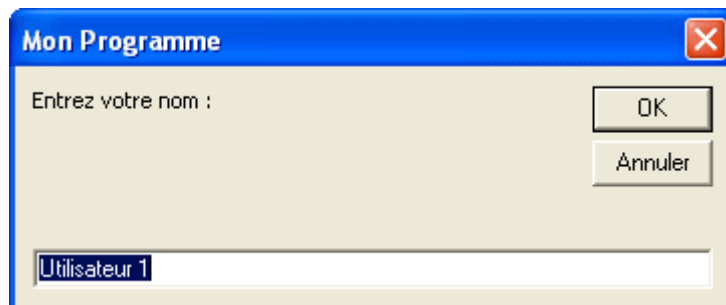 Mon Programme
Entrez votre nom :
OK
Annuler
Utilisateur 1